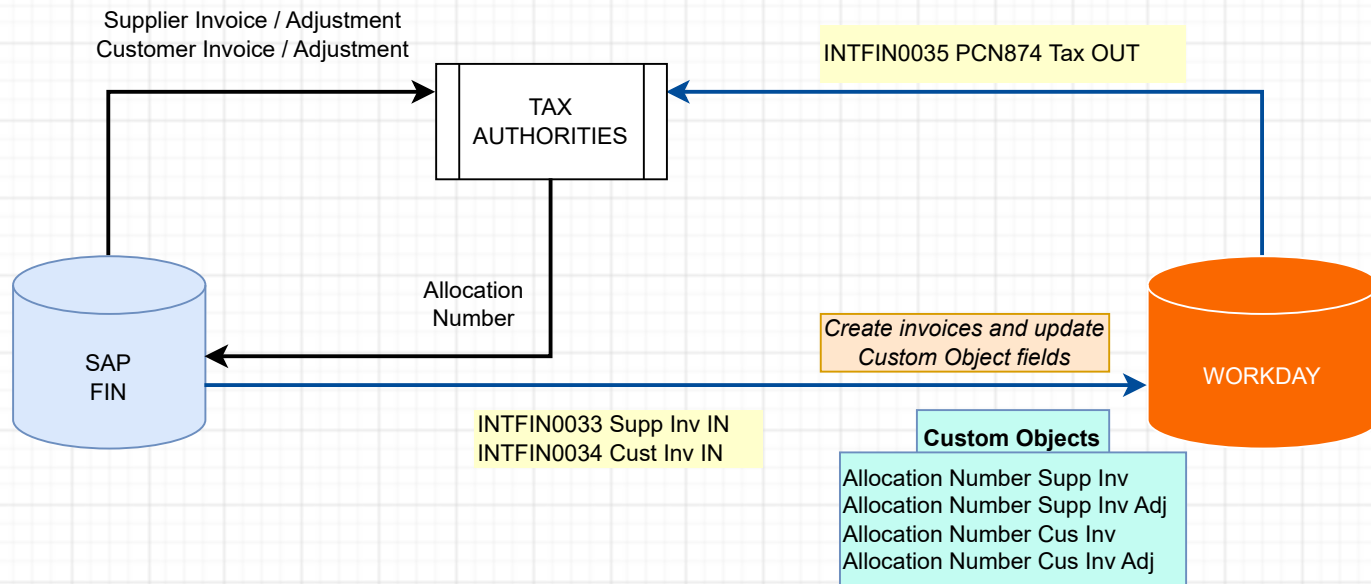 Supplier Invoice / Adjustment
Customer Invoice / Adjustment
INTFIN0035 PCN874 Tax OUT
TAX
AUTHORITIES
Allocation
Number
SAP
FIN
Create invoices and update
Custom Object fields
WORKDAY
INTFIN0033 Supp Inv IN
INTFIN0034 Cust Inv IN
Custom Objects
Allocation Number Supp Inv
Allocation Number Supp Inv Adj
Allocation Number Cus Inv
Allocation Number Cus Inv Adj